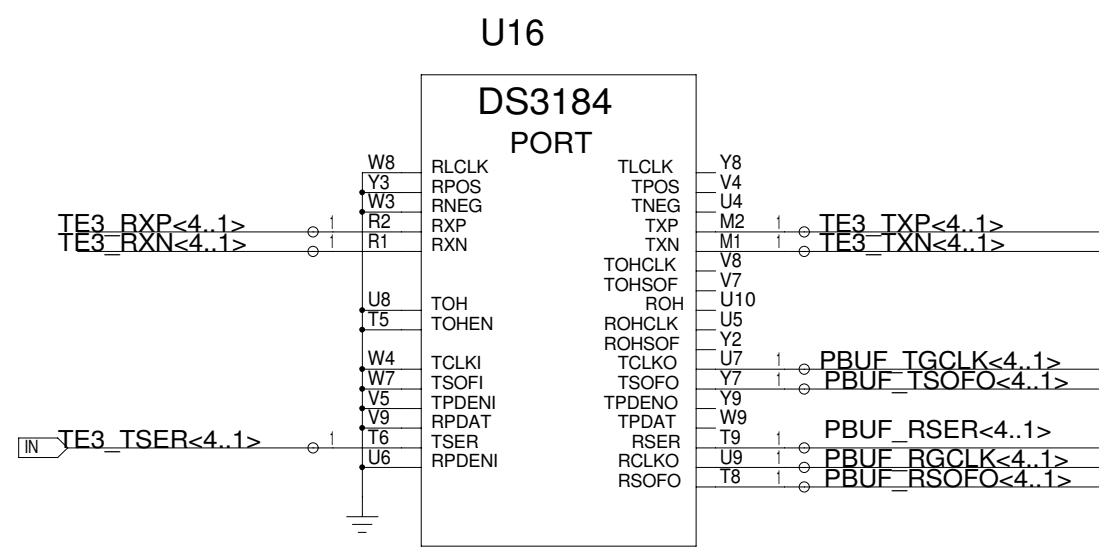 U16
DS3184
PORT
W8 RLCLK TLCLK Y8
Y3 RPOS TPOS V4
W3 RNEG TNEG U4
TE3_RXP<4..1> 1 R2 RXP TXP M2 1 TE3_TXP<4..1>
TE3_RXN<4..1> R1 RXN TXN M1 1 TE3_TXN<4..1>
TOHCLK V8
TOHSOF V7
U8 TOH ROH U10
T5 TOHEN ROHCLK U5
ROHSOF Y2
W4 TCLKI TCLKO U7 1 PBUF_TGCLK<4..1>
W7 TSOFI TSOFO Y7 1 PBUF_TSOFO<4..1>
V5 TPDENI TPDENO Y9
V9 RPDAT TPDAT W9
IN TE3_TSER<4..1> 1 T6 TSER RSER T9 1 PBUF_RSER<4..1>
U6 RPDENI RCLKO U9 1 PBUF_RGCLK<4..1>
RSOFO T8 1 PBUF_RSOFO<4..1>